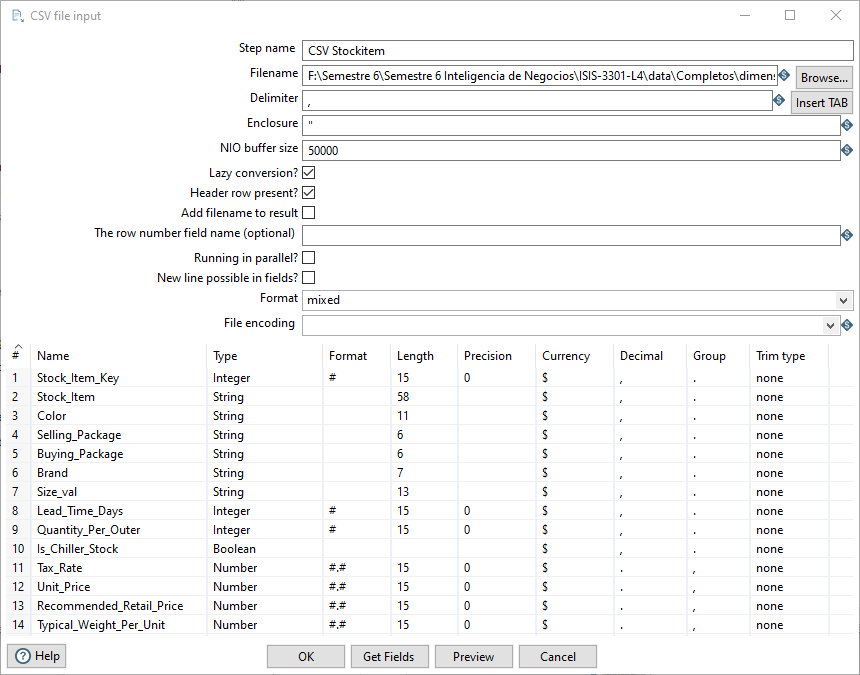 CSV file input
Step name CSV Stockitem
Filename F:\Semestre 6\Semestre 6 Inteligencia de Negocios\ISIS-3301-L4\data\Completos\dimens Browse...
Delimiter , Insert TAB
Enclosure "
NIO buffer size 50000
Lazy conversion?
Header row present?
Add filename to result
The row number field name (optional)
Running in parallel?
New line possible in fields?
Format mixed
File encoding
# Name Type Format Length Precision Currency Decimal Group Trim type
1 Stock_Item_Key Integer # 15 0 $ , . none
2 Stock_Item String 58 $ , . none
3 Color String 11 $ , . none
4 Selling_Package String 6 $ , . none
5 Buying_Package String 6 $ , . none
6 Brand String 7 $ , . none
7 Size_val String 13 $ , . none
8 Lead_Time_Days Integer # 15 0 $ , . none
9 Quantity_Per_Outer Integer # 15 0 $ , . none
10 Is_Chiller_Stock Boolean $ , . none
11 Tax_Rate Number #.# 15 0 $ . , none
12 Unit_Price Number #.# 15 0 $ . , none
13 Recommended_Retail_Price Number #.# 15 0 $ . , none
14 Typical_Weight_Per_Unit Number #.# 15 0 $ . , none
Help OK Get Fields Preview Cancel